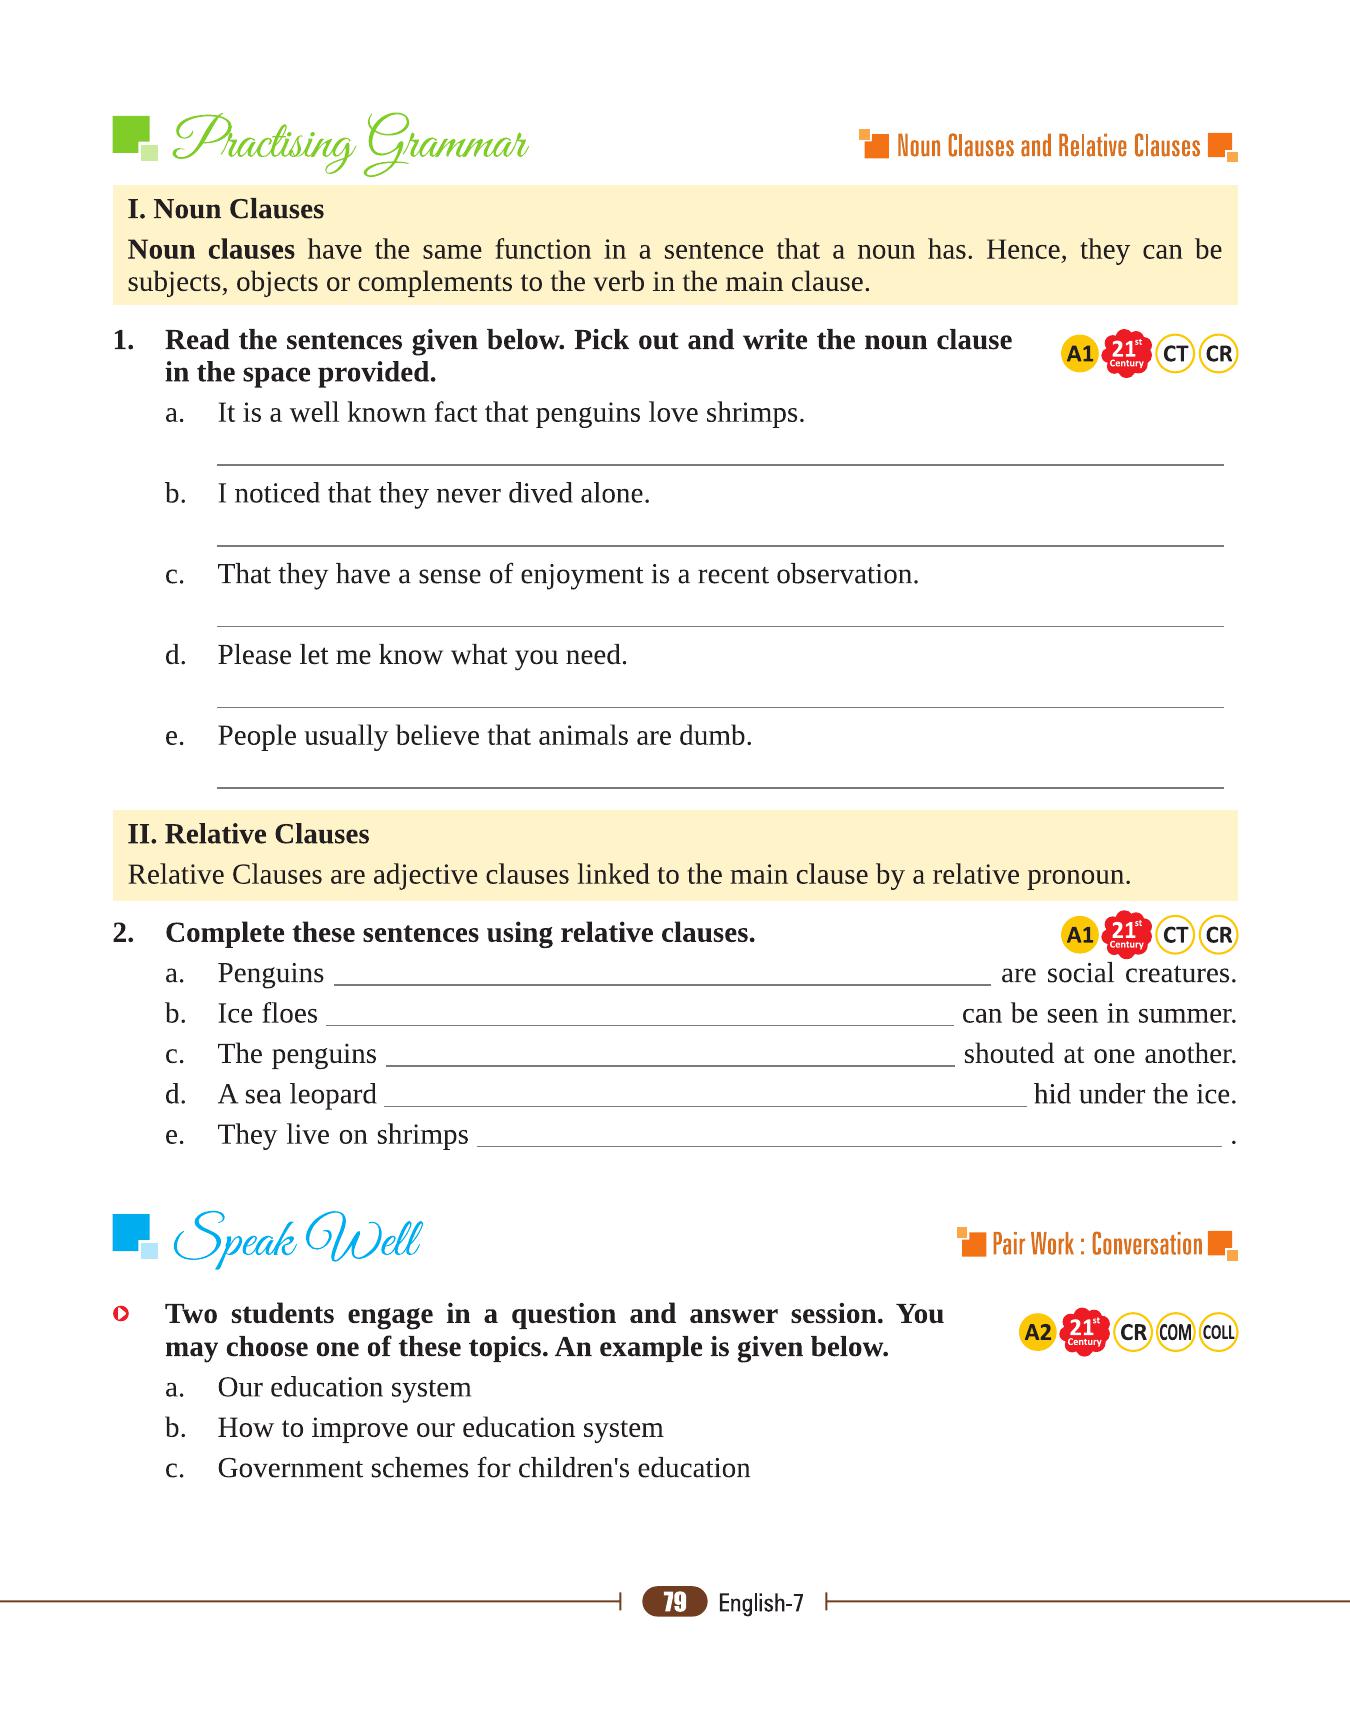 Practising Grammar
Noun Clauses and Relative Clauses
I. Noun Clauses
Noun clauses have the same function in a sentence that a noun has. Hence, they can be
subjects, objects or complements to the verb in the main clause.
1. Read the sentences given below. Pick out and write the noun clause
in the space provided.
A1 21st Century CT CR
a. It is a well known fact that penguins love shrimps.
b. I noticed that they never dived alone.
c. That they have a sense of enjoyment is a recent observation.
d. Please let me know what you need.
e. People usually believe that animals are dumb.
II. Relative Clauses
Relative Clauses are adjective clauses linked to the main clause by a relative pronoun.
2. Complete these sentences using relative clauses.
A1 21st Century CT CR
a. Penguins ____ are social creatures.
b. Ice floes ____ can be seen in summer.
c. The penguins ____ shouted at one another.
d. A sea leopard ____ hid under the ice.
e. They live on shrimps ____ .
Speak Well
Pair Work : Conversation
Two students engage in a question and answer session. You
may choose one of these topics. An example is given below.
A2 21st Century CR COM COLL
a. Our education system
b. How to improve our education system
c. Government schemes for children's education
79 English-7